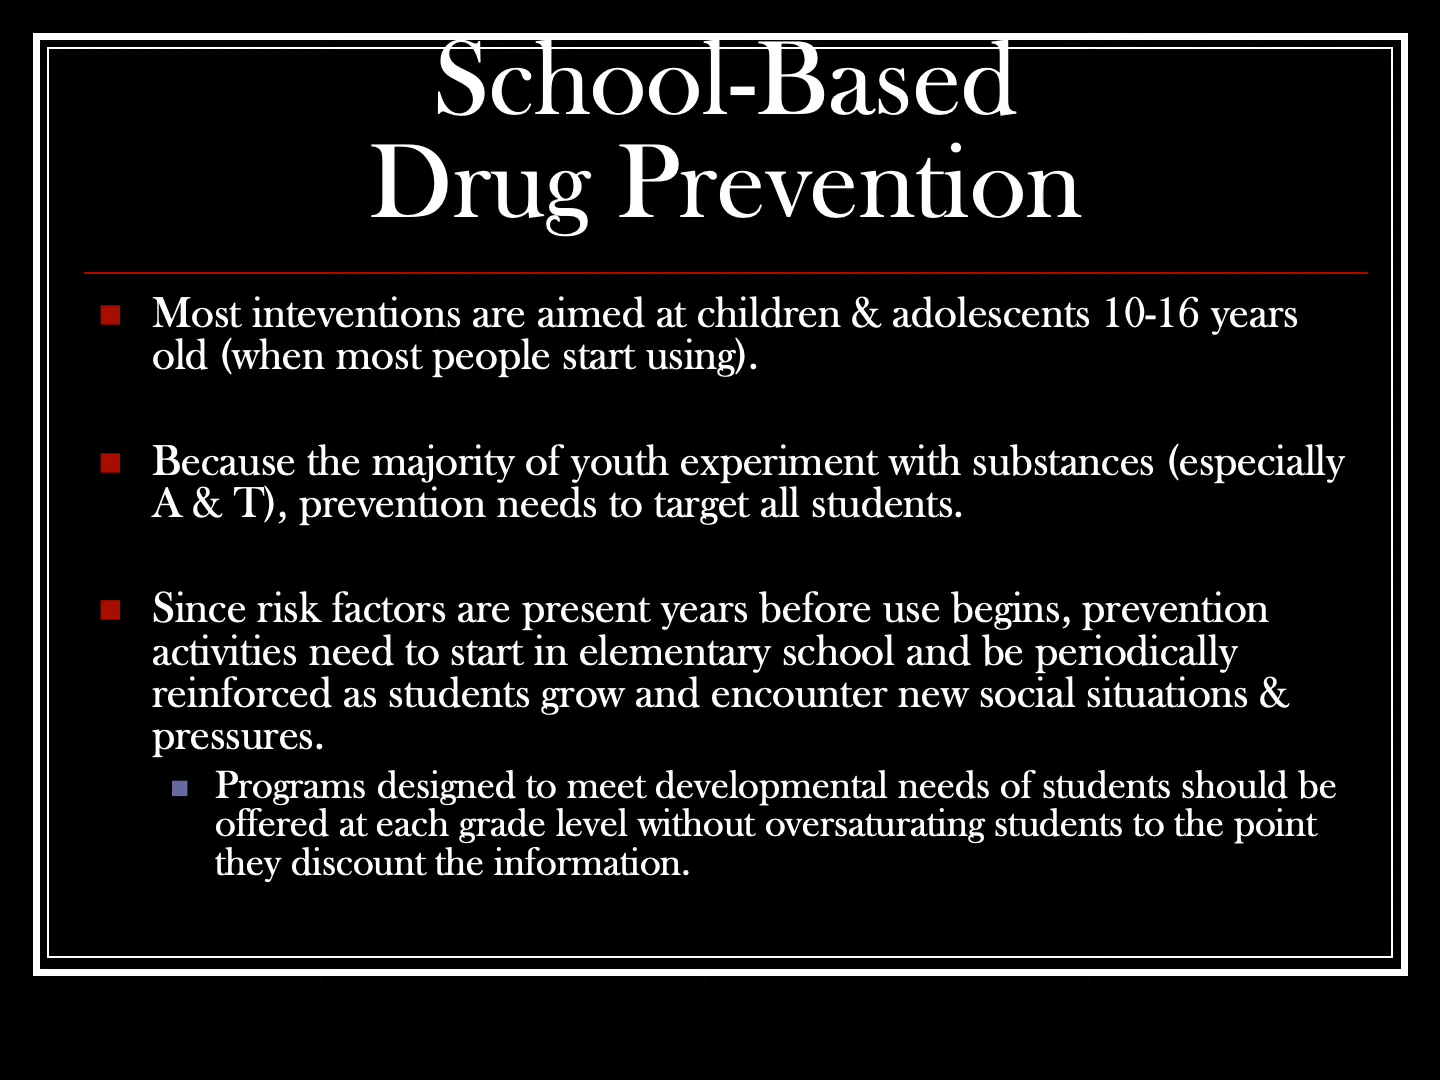 School-Based
Drug Prevention
Most inteventions are aimed at children & adolescents 10-16 years
old (when most people start using).
Because the majority of youth experiment with substances (especially
A & T), prevention needs to target all students.
Since risk factors are present years before use begins, prevention
activities need to start in elementary school and be periodically
reinforced as students grow and encounter new social situations &
pressures.
Programs designed to meet developmental needs of students should be
offered at each grade level without oversaturating students to the point
they discount the information.